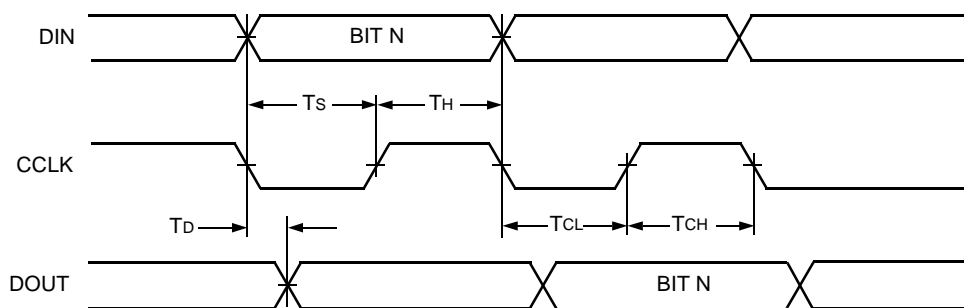 DIN
BIT N
TS
TH
CCLK
TD
TCL
TCH
DOUT
BIT N